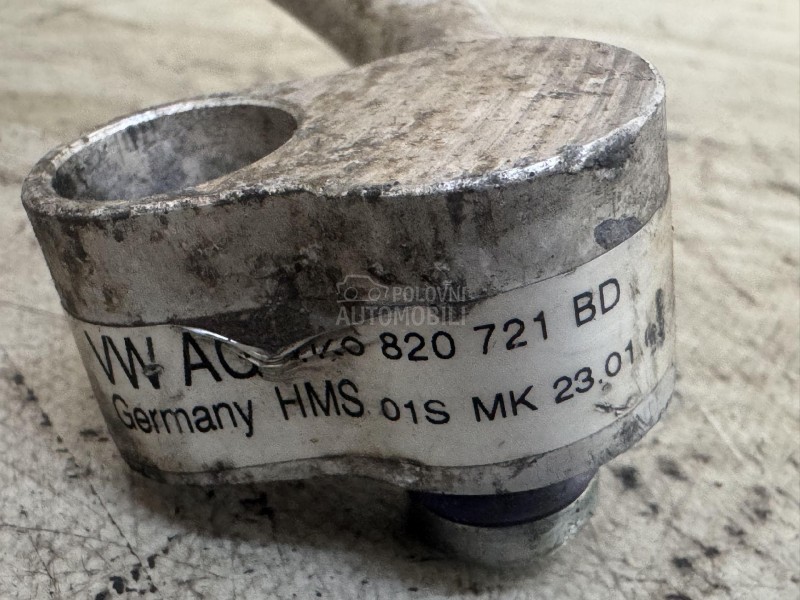 POLOVNI
AUTOMOBILI
VW AG 820 721 BD
Germany HMS 01S MK 23.01